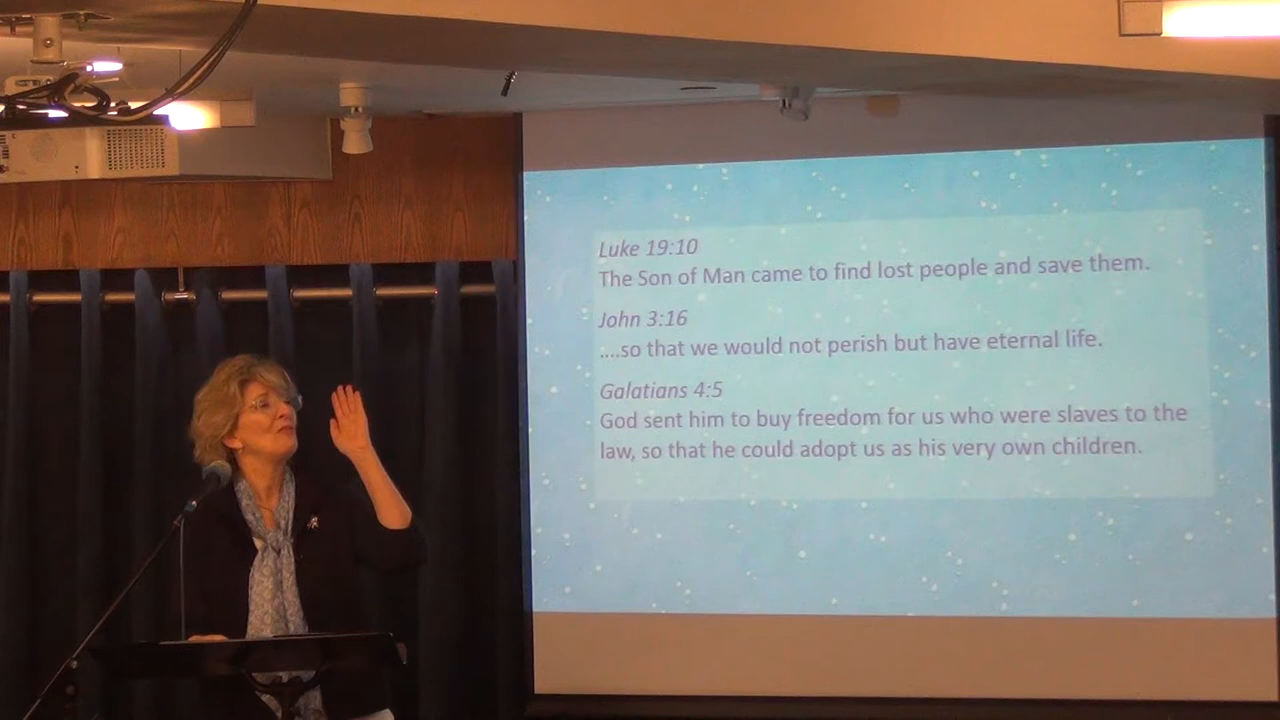 Luke 19:10
The Son of Man came to find lost people and save them.
John 3:16
....so that we would not perish but have eternal life.
Galatians 4:5
God sent him to buy freedom for us who were slaves to the
law, so that he could adopt us as his very own children.